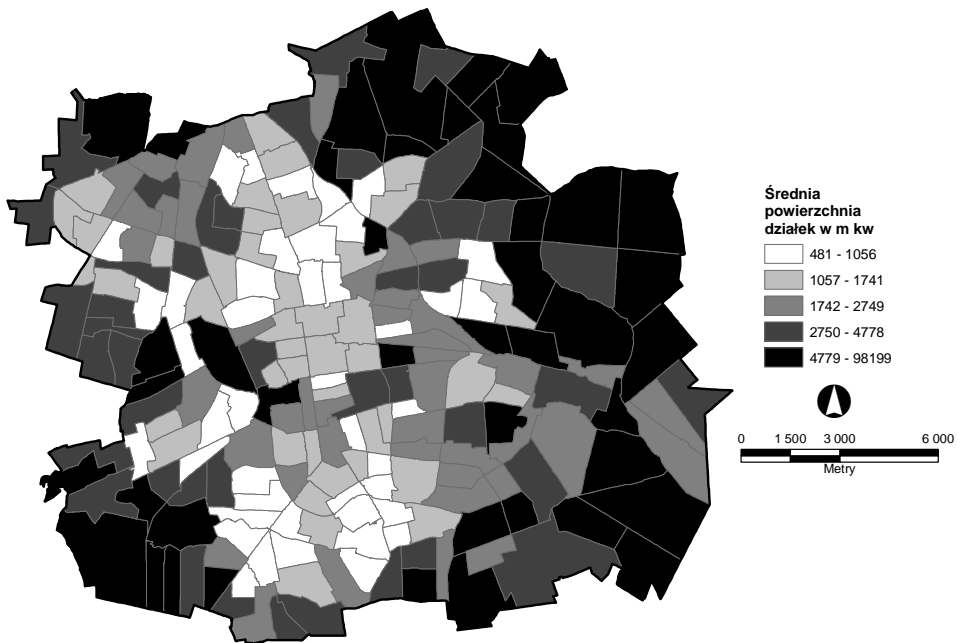 Średnia
powierzchnia
działek w m kw
481 - 1056
1057 - 1741
1742 - 2749
2750 - 4778
4779 - 98199
0 1 500 3 000 6 000
Metry